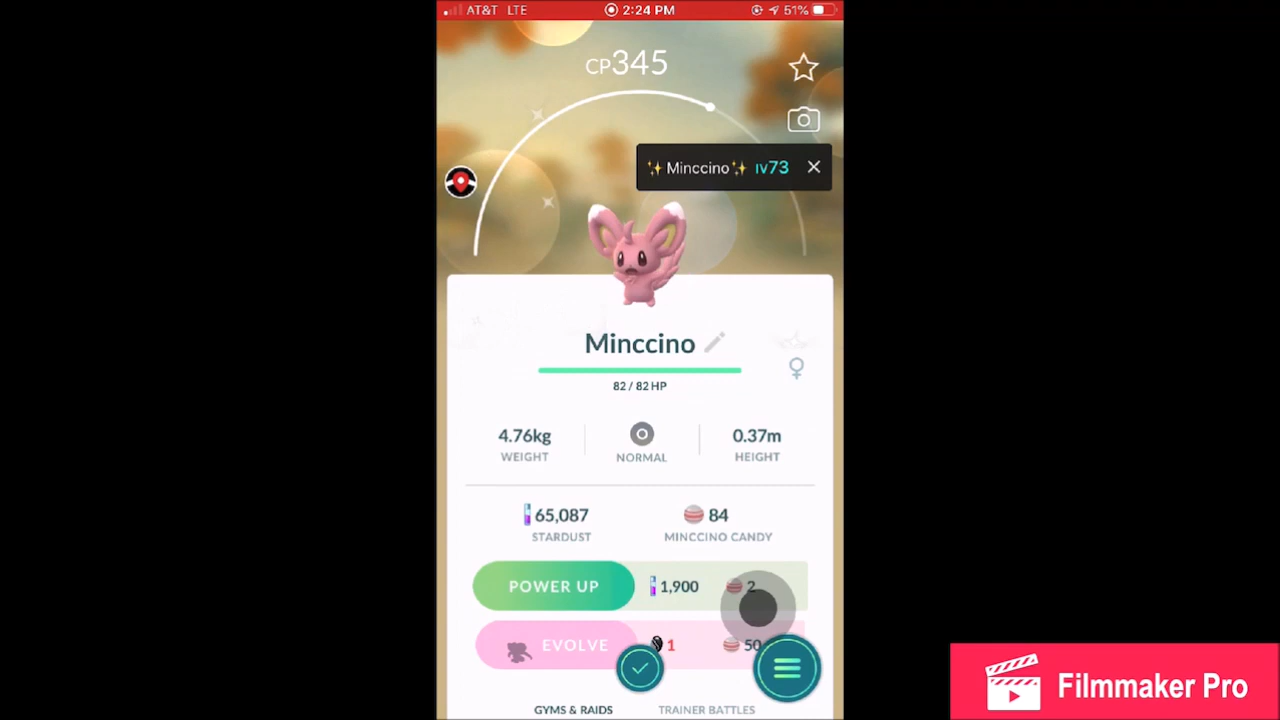 AT&T LTE 2:24 PM 51%
CP345
✨Minccino✨ IV73 ✕
Minccino
82 / 82 HP
4.76kg 0.37m
WEIGHT NORMAL HEIGHT
65,087 84
STARDUST MINCCINO CANDY
POWER UP 1,900 2
EVOLVE 1 50
GYMS & RAIDS TRAINER BATTLES
Filmmaker Pro